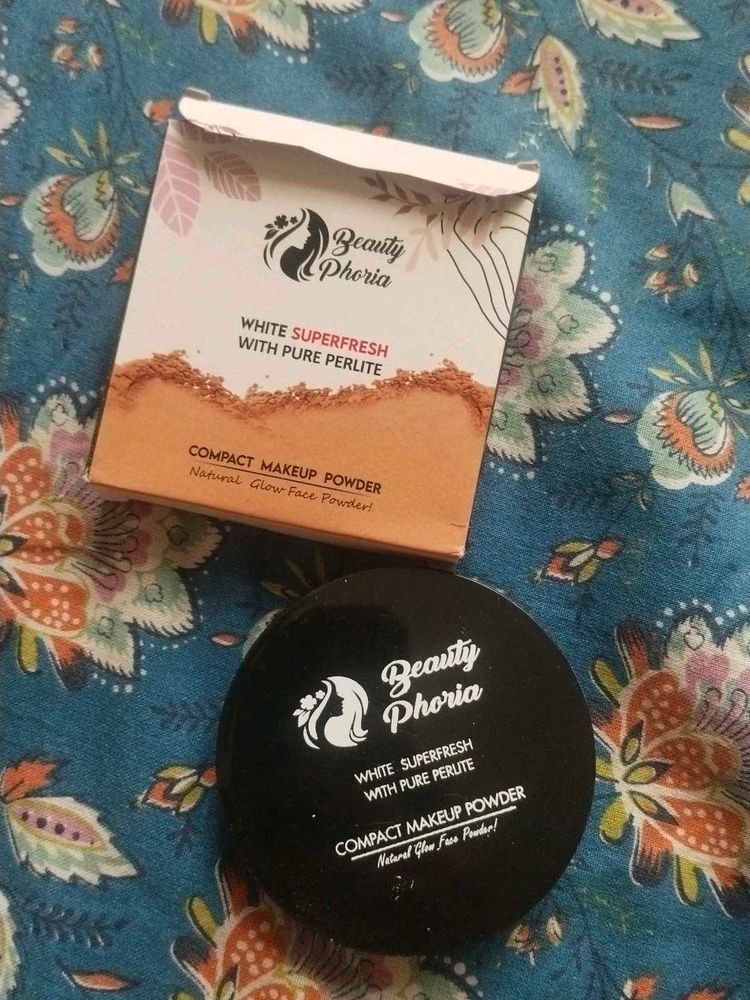 Beauty
Phoria
WHITE SUPERFRESH
WITH PURE PERLITE
COMPACT MAKEUP POWDER
Natural Glow Face Powder!
Beauty
Phoria
WHITE SUPERFRESH
WITH PURE PERLITE
COMPACT MAKEUP POWDER
Natural Glow Face Powder!